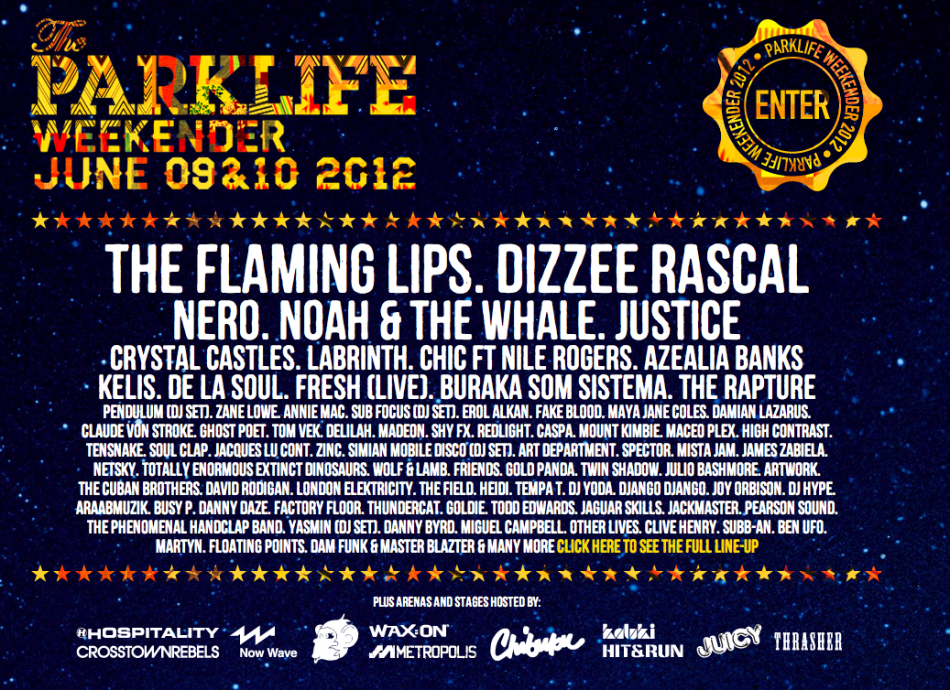 The
PARKLIFE
WEEKENDER
JUNE 09&10 2012
PARKLIFE WEEKENDER 2012 • PARKLIFE WEEKENDER 2012 •
ENTER
THE FLAMING LIPS. DIZZEE RASCAL
NERO. NOAH & THE WHALE. JUSTICE
CRYSTAL CASTLES. LABRINTH. CHIC FT NILE ROGERS. AZEALIA BANKS
KELIS. DE LA SOUL. FRESH (LIVE). BURAKA SOM SISTEMA. THE RAPTURE
PENDULUM (DJ SET). ZANE LOWE. ANNIE MAC. SUB FOCUS (DJ SET). EROL ALKAN. FAKE BLOOD. MAYA JANE COLES. DAMIAN LAZARUS.
CLAUDE VON STROKE. GHOST POET. TOM VEK. DELILAH. MADEON. SHY FX. REDLIGHT. CASPA. MOUNT KIMBIE. MACEO PLEX. HIGH CONTRAST.
TENSNAKE. SOUL CLAP. JACQUES LU CONT. ZINC. SIMIAN MOBILE DISCO (DJ SET). ART DEPARTMENT. SPECTOR. MISTA JAM. JAMES ZABIELA.
NETSKY. TOTALLY ENORMOUS EXTINCT DINOSAURS. WOLF & LAMB. FRIENDS. GOLD PANDA. TWIN SHADOW. JULIO BASHMORE. ARTWORK.
THE CUBAN BROTHERS. DAVID RODIGAN. LONDON ELEKTRICITY. THE FIELD. HEIDI. TEMPA T. DJ YODA. DJANGO DJANGO. JOY ORBISON. DJ HYPE.
ARAABMUZIK. BUSY P. DANNY DAZE. FACTORY FLOOR. THUNDERCAT. GOLDIE. TODD EDWARDS. JAGUAR SKILLS. JACKMASTER. PEARSON SOUND.
THE PHENOMENAL HANDCLAP BAND. YASMIN (DJ SET). DANNY BYRD. MIGUEL CAMPBELL. OTHER LIVES. CLIVE HENRY. SUBB-AN. BEN UFO.
MARTYN. FLOATING POINTS. DAM FUNK & MASTER BLAZTER & MANY MORE CLICK HERE TO SEE THE FULL LINE-UP
PLUS ARENAS AND STAGES HOSTED BY:
HOSPITALITY
CROSSTOWNREBELS
Now Wave
WAX:ON
METROPOLIS
Chibuku
kaluki
HIT&RUN
JUICY
THRASHER